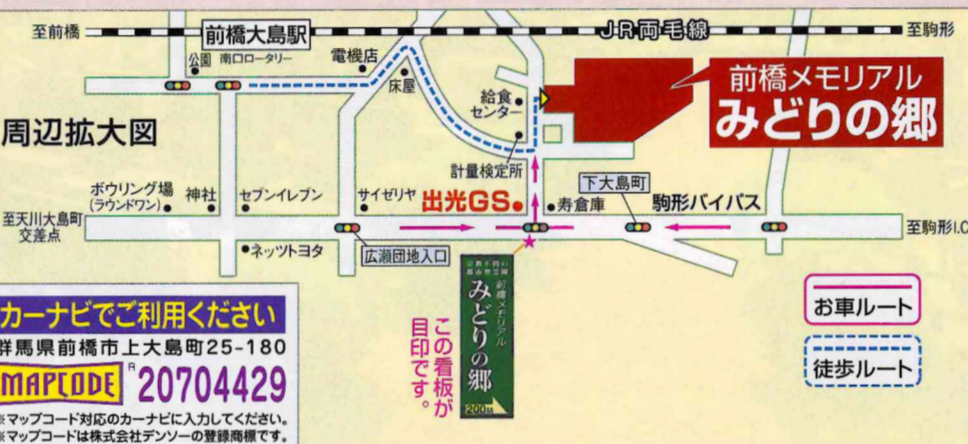 至前橋
前橋大島駅
JR両毛線
至駒形
公園
南口ロータリー
電機店
床屋
給食
センター
前橋メモリアル
みどりの郷
周辺拡大図
計量検定所
ボウリング場
(ラウンドワン)
神社
セブンイレブン
サイゼリヤ
出光GS
寿倉庫
下大島町
駒形バイパス
至天川大島町
交差点
至駒形I.C
ネッツトヨタ
広瀬団地入口
前橋メモリアル
みどりの郷
200m
この看板が
目印です。
お車ルート
徒歩ルート
カーナビでご利用ください
群馬県前橋市上大島町25-180
MAPCODE R 20704429
※マップコード対応のカーナビに入力してください。
※マップコードは株式会社デンソーの登録商標です。